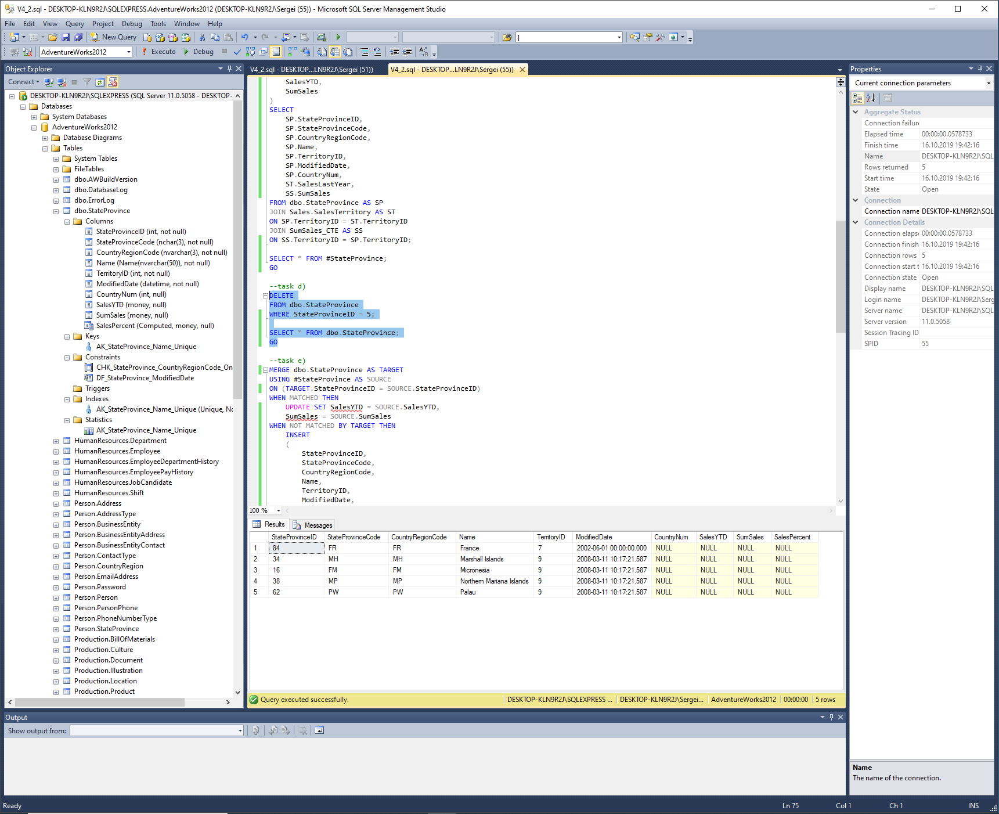 V4_2.sql - DESKTOP-KLN9R2J\SQLEXPRESS.AdventureWorks2012 (DESKTOP-KLN9R2J\Sergei (55)) - Microsoft SQL Server Management Studio
File Edit View Query Project Debug Tools Window Help
New Query ]
AdventureWorks2012 Execute Debug
Object Explorer
Connect
DESKTOP-KLN9R2J\SQLEXPRESS (SQL Server 11.0.5058 - DESKTOP-
Databases
System Databases
AdventureWorks2012
Database Diagrams
Tables
System Tables
FileTables
dbo.AWBuildVersion
dbo.DatabaseLog
dbo.ErrorLog
dbo.StateProvince
Columns
StateProvinceID (int, not null)
StateProvinceCode (nchar(3), not null)
CountryRegionCode (nvarchar(3), not null)
Name (Name(nvarchar(50)), not null)
TerritoryID (int, not null)
ModifiedDate (datetime, not null)
CountryNum (int, null)
SalesYTD (money, null)
SumSales (money, null)
SalesPercent (Computed, money, null)
Keys
AK_StateProvince_Name_Unique
Constraints
CHK_StateProvince_CountryRegionCode_On
DF_StateProvince_ModifiedDate
Triggers
Indexes
AK_StateProvince_Name_Unique (Unique, No
Statistics
AK_StateProvince_Name_Unique
HumanResources.Department
HumanResources.Employee
HumanResources.EmployeeDepartmentHistory
HumanResources.EmployeePayHistory
HumanResources.JobCandidate
HumanResources.Shift
Person.Address
Person.AddressType
Person.BusinessEntity
Person.BusinessEntityAddress
Person.BusinessEntityContact
Person.ContactType
Person.CountryRegion
Person.EmailAddress
Person.Password
Person.Person
Person.PersonPhone
Person.PhoneNumberType
Person.StateProvince
Production.BillOfMaterials
Production.Culture
Production.Document
Production.Illustration
Production.Location
Production.Product
V4_2.sql - DESKTOP...LN9R2J\Sergei (51)) V4_2.sql - DESKTOP...LN9R2J\Sergei (55))
SalesYTD,
SumSales
)
SELECT
SP.StateProvinceID,
SP.StateProvinceCode,
SP.CountryRegionCode,
SP.Name,
SP.TerritoryID,
SP.ModifiedDate,
SP.CountryNum,
ST.SalesLastYear,
SS.SumSales
FROM dbo.StateProvince AS SP
JOIN Sales.SalesTerritory AS ST
ON SP.TerritoryID = ST.TerritoryID
JOIN SumSales_CTE AS SS
ON SS.TerritoryID = SP.TerritoryID;
SELECT * FROM #StateProvince;
GO
--task d)
DELETE
FROM dbo.StateProvince
WHERE StateProvinceID = 5;
SELECT * FROM dbo.StateProvince;
GO
--task e)
MERGE dbo.StateProvince AS TARGET
USING #StateProvince AS SOURCE
ON (TARGET.StateProvinceID = SOURCE.StateProvinceID)
WHEN MATCHED THEN
UPDATE SET SalesYTD = SOURCE.SalesYTD,
SumSales = SOURCE.SumSales
WHEN NOT MATCHED BY TARGET THEN
INSERT
(
StateProvinceID,
StateProvinceCode,
CountryRegionCode,
Name,
TerritoryID,
ModifiedDate,
100 %
Results Messages
StateProvinceID StateProvinceCode CountryRegionCode Name TerritoryID ModifiedDate CountryNum SalesYTD SumSales SalesPercent
1 84 FR FR France 7 2002-06-01 00:00:00.000 NULL NULL NULL NULL
2 34 MH MH Marshall Islands 9 2008-03-11 10:17:21.587 NULL NULL NULL NULL
3 16 FM FM Micronesia 9 2008-03-11 10:17:21.587 NULL NULL NULL NULL
4 38 MP MP Northern Mariana Islands 9 2008-03-11 10:17:21.587 NULL NULL NULL NULL
5 62 PW PW Palau 9 2008-03-11 10:17:21.587 NULL NULL NULL NULL
Query executed successfully. DESKTOP-KLN9R2J\SQLEXPRESS ... DESKTOP-KLN9R2J\Sergei... AdventureWorks2012 00:00:00 5 rows
Properties
Current connection parameters
Aggregate Status
Connection failure
Elapsed time 00:00:00.0578733
Finish time 16.10.2019 19:42:16
Name DESKTOP-KLN9R2J\SQL
Rows returned 5
Start time 16.10.2019 19:42:16
State Open
Connection
Connection name DESKTOP-KLN9R2J\SQL
Connection Details
Connection elapse 00:00:00.0578733
Connection finish 16.10.2019 19:42:16
Connection rows 5
Connection start t 16.10.2019 19:42:16
Connection state Open
Display name DESKTOP-KLN9R2J\SQL
Login name DESKTOP-KLN9R2J\Serg
Server name DESKTOP-KLN9R2J\SQL
Server version 11.0.5058
Session Tracing ID
SPID 55
Name
The name of the connection.
Output
Show output from:
Ready Ln 75 Col 1 Ch 1 INS